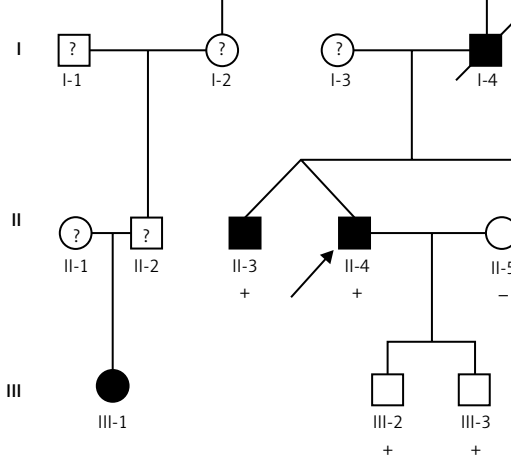 I
?
?
?
I-1
I-2
I-3
I-4
II
?
?
II-1
II-2
II-3
II-4
II-5
+
+
−
III
III-1
III-2
III-3
+
+